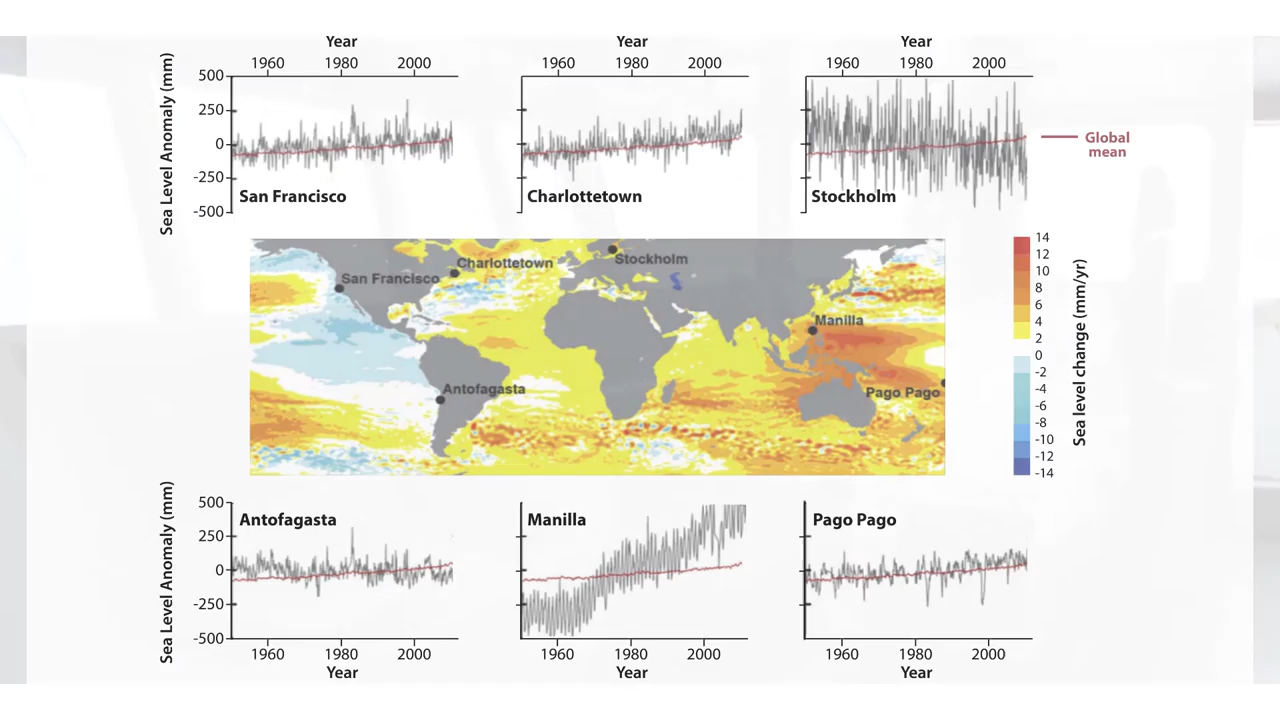 Year Year Year
1960 1980 2000 1960 1980 2000 1960 1980 2000
Sea Level Anomaly (mm)
500
250
0
-250
-500
San Francisco
Charlottetown
Stockholm
Global
mean
San Francisco
Charlottetown
Stockholm
Manilla
Antofagasta
Pago Pago
14
12
10
8
6
4
2
0
-2
-4
-6
-8
-10
-12
-14
Sea level change (mm/yr)
Sea Level Anomaly (mm)
500
250
0
-250
-500
Antofagasta
Manilla
Pago Pago
1960 1980 2000 1960 1980 2000 1960 1980 2000
Year Year Year